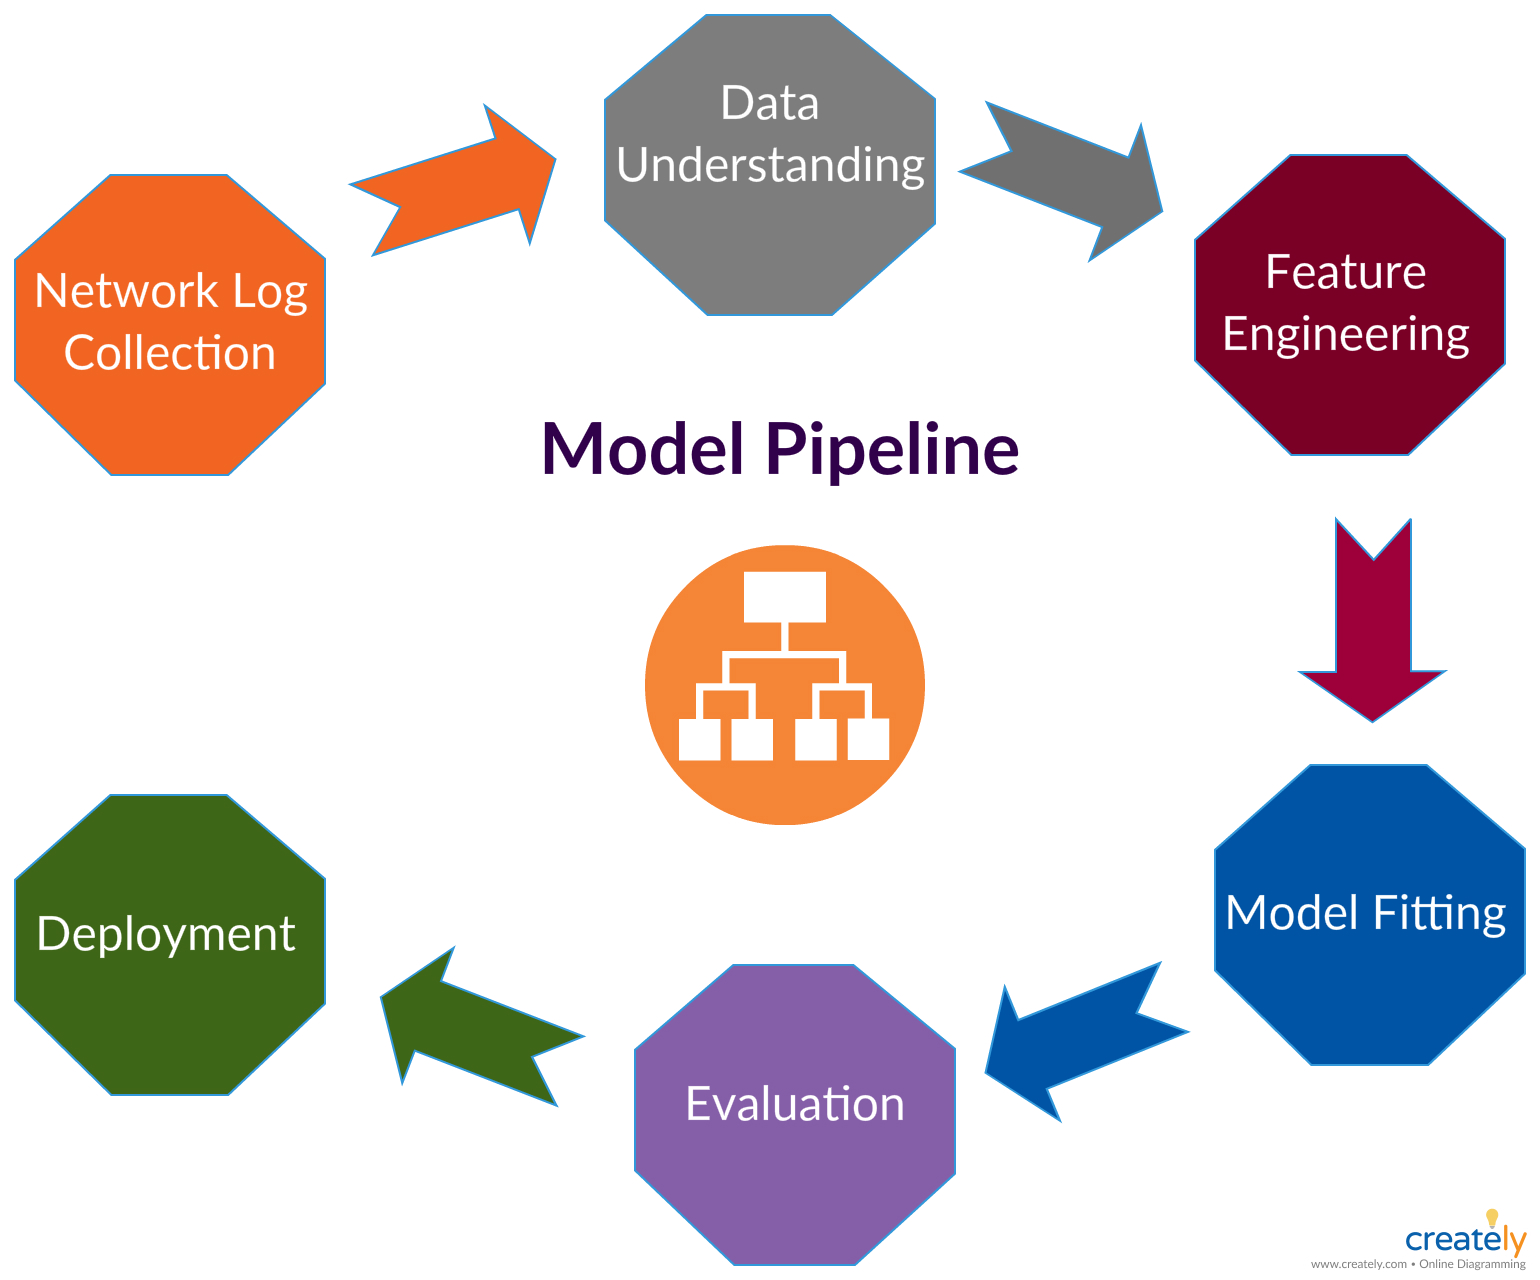 Data
Understanding
Network Log
Collection
Feature
Engineering
Model Pipeline
Deployment
Model Fitting
Evaluation
creately
www.creately.com • Online Diagramming